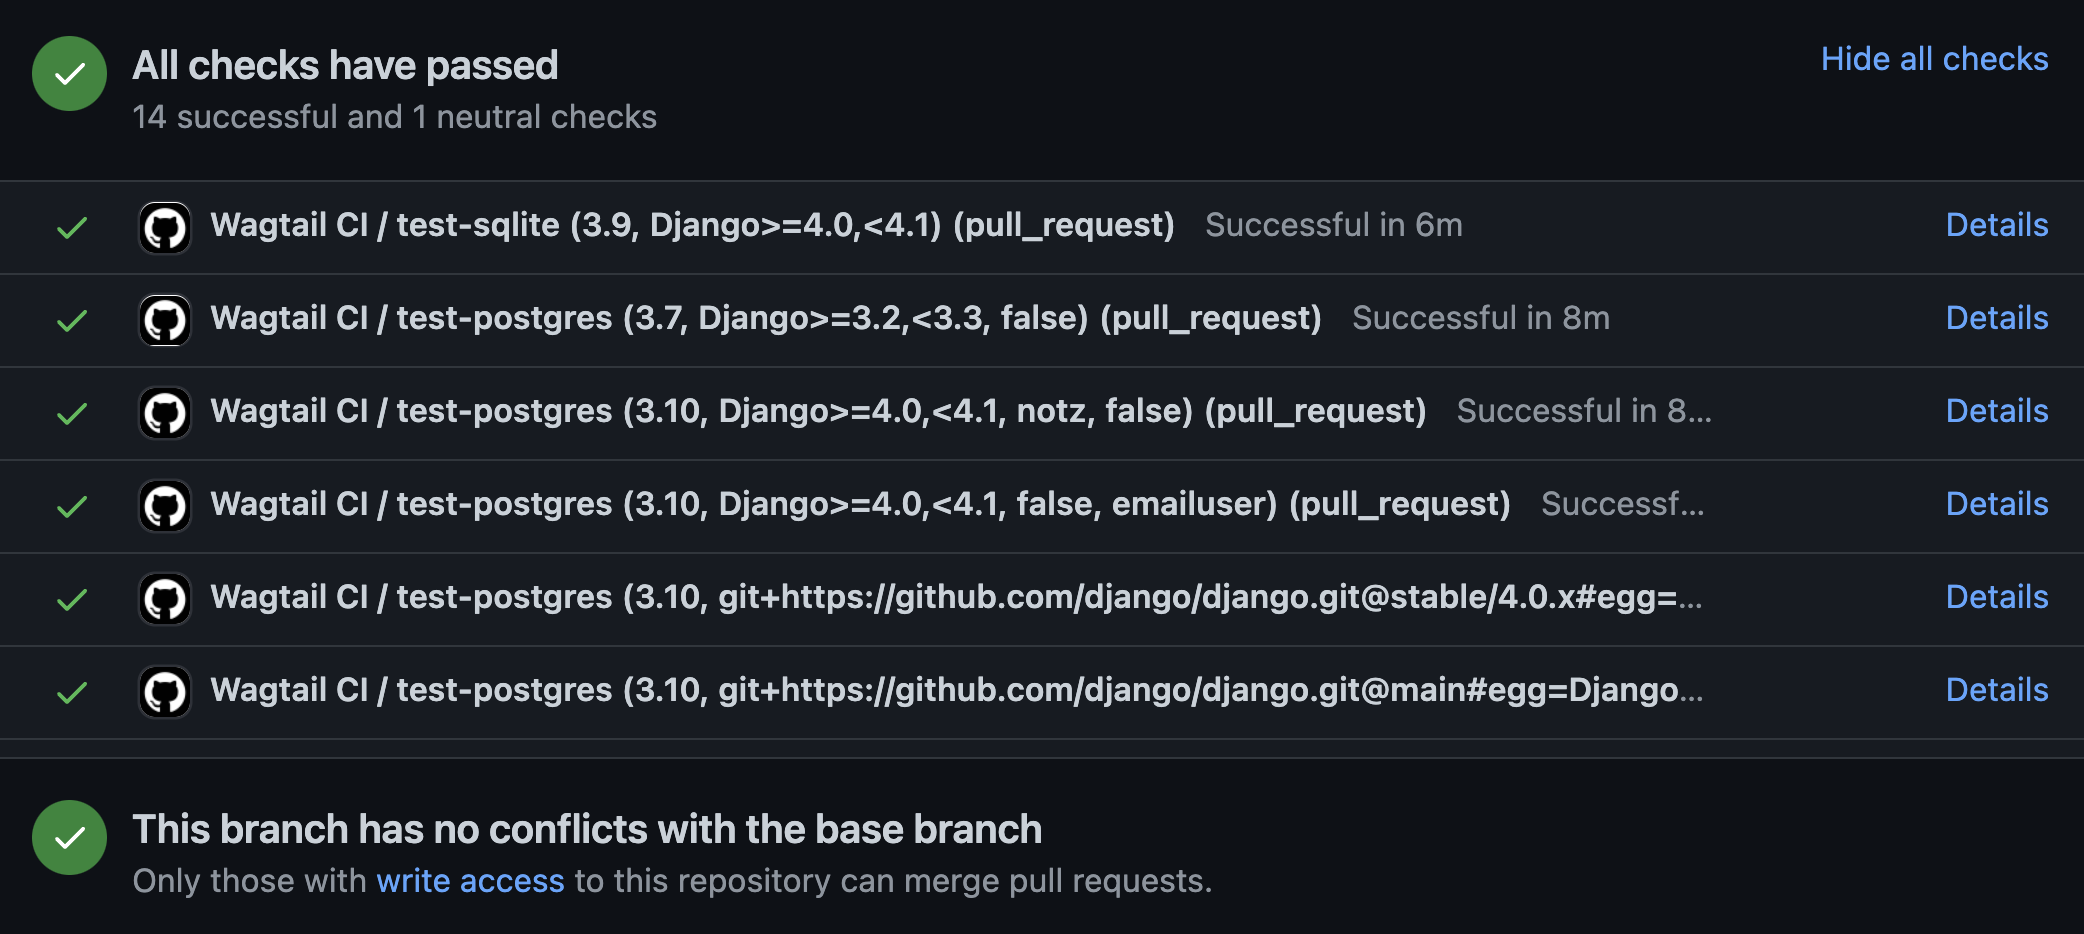 All checks have passed
Hide all checks
14 successful and 1 neutral checks
Wagtail CI / test-sqlite (3.9, Django>=4.0,<4.1) (pull_request) Successful in 6m Details
Wagtail CI / test-postgres (3.7, Django>=3.2,<3.3, false) (pull_request) Successful in 8m Details
Wagtail CI / test-postgres (3.10, Django>=4.0,<4.1, notz, false) (pull_request) Successful in 8... Details
Wagtail CI / test-postgres (3.10, Django>=4.0,<4.1, false, emailuser) (pull_request) Successf... Details
Wagtail CI / test-postgres (3.10, git+https://github.com/django/django.git@stable/4.0.x#egg=... Details
Wagtail CI / test-postgres (3.10, git+https://github.com/django/django.git@main#egg=Django... Details
This branch has no conflicts with the base branch
Only those with write access to this repository can merge pull requests.